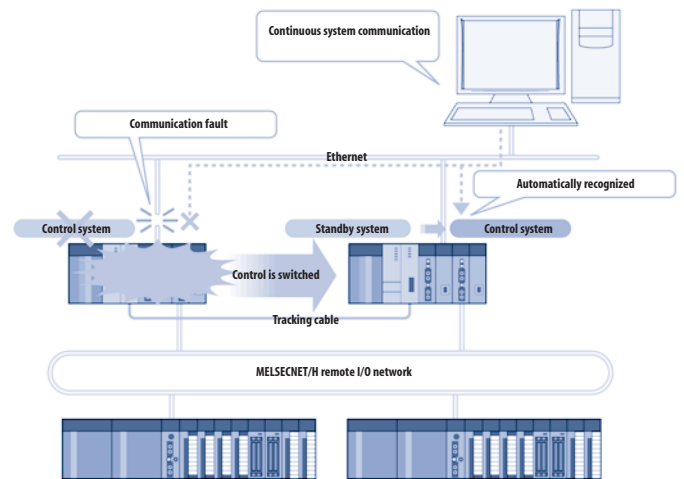 Continuous system communication
Communication fault
Ethernet
Automatically recognized
Control system
Standby system
Control system
Control is switched
Tracking cable
MELSECNET/H remote I/O network